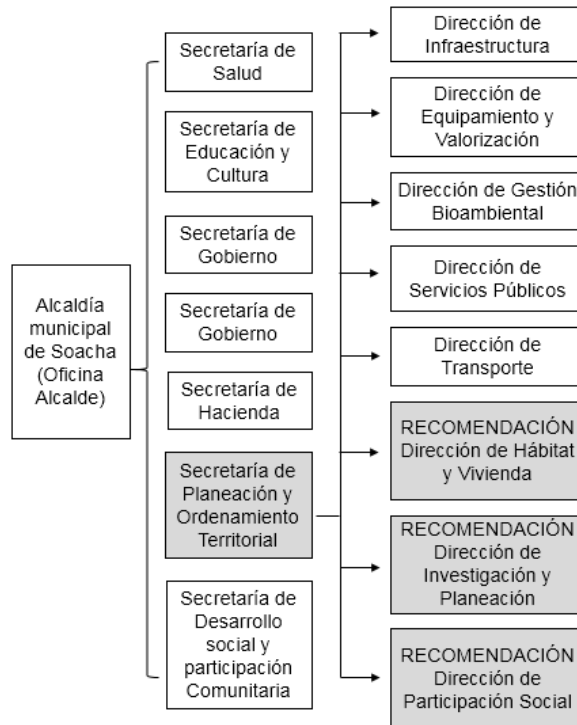 Alcaldía
municipal
de Soacha
(Oficina
Alcalde)
Secretaría de
Salud
Secretaría de
Educación y
Cultura
Secretaría de
Gobierno
Secretaría de
Gobierno
Secretaría de
Hacienda
Secretaría de
Planeación y
Ordenamiento
Territorial
Secretaría de
Desarrollo
social y
participación
Comunitaria
Dirección de
Infraestructura
Dirección de
Equipamiento y
Valorización
Dirección de Gestión
Bioambiental
Dirección de
Servicios Públicos
Dirección de
Transporte
RECOMENDACIÓN
Dirección de Hábitat
y Vivienda
RECOMENDACIÓN
Dirección de
Investigación y
Planeación
RECOMENDACIÓN
Dirección de
Participación Social